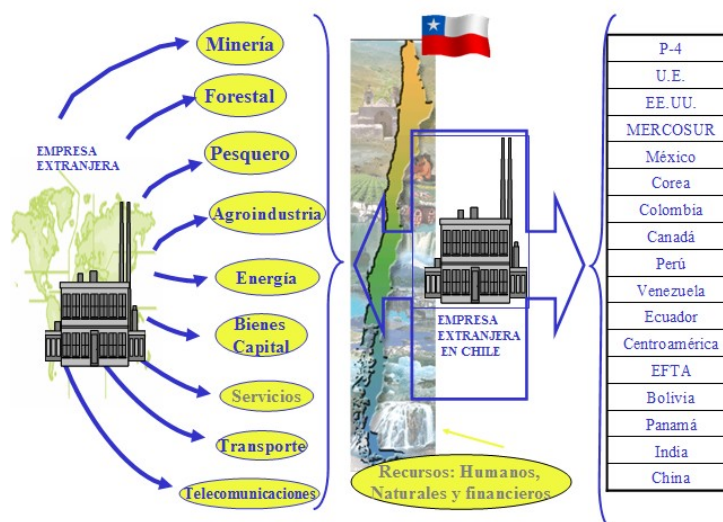 Minería
Forestal
EMPRESA
EXTRANJERA
Pesquero
Agroindustria
Energía
Bienes
Capital
Servicios
Transporte
Telecomunicaciones
EMPRESA
EXTRANJERA
EN CHILE
Recursos: Humanos,
Naturales y financieros
P-4
U.E.
EE.UU.
MERCOSUR
México
Corea
Colombia
Canadá
Perú
Venezuela
Ecuador
Centroamérica
EFTA
Bolivia
Panamá
India
China